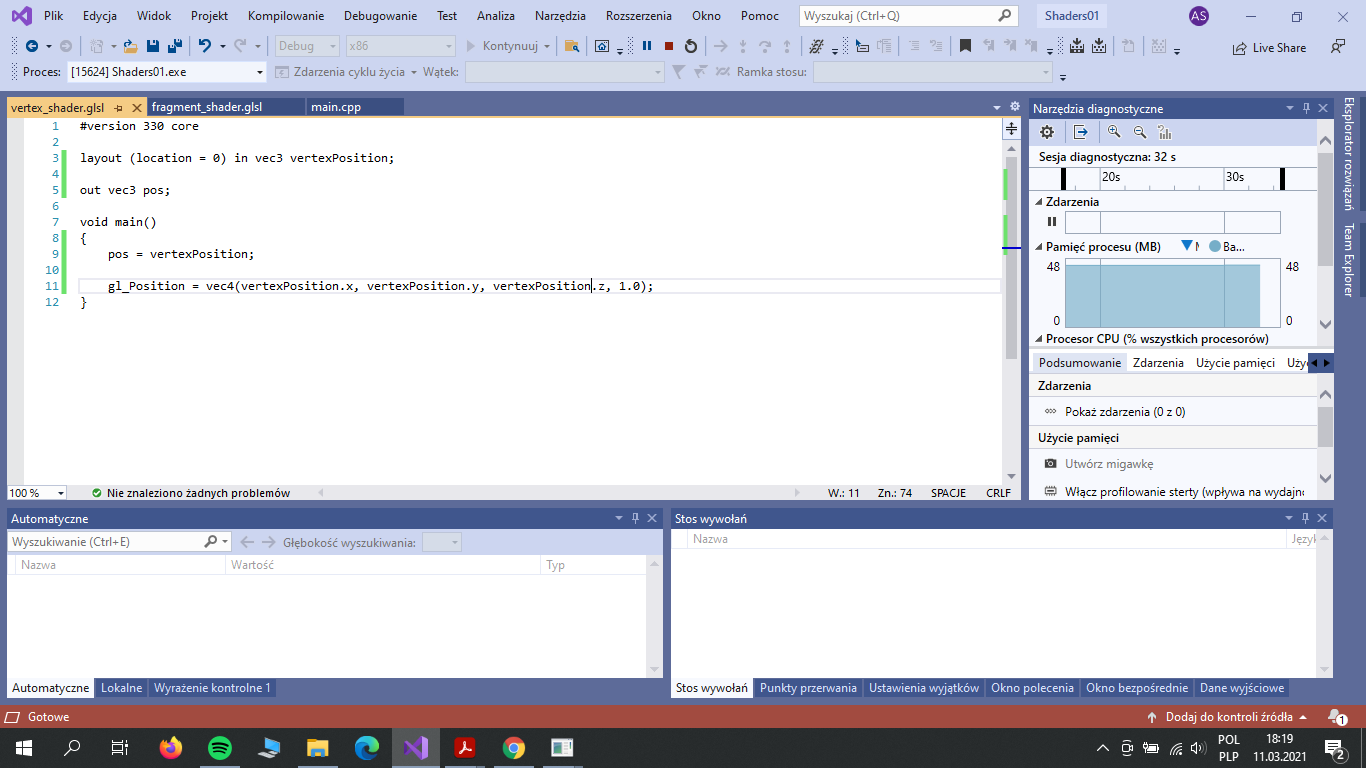 Plik Edycja Widok Projekt Kompilowanie Debugowanie Test Analiza Narzędzia Rozszerzenia Okno Pomoc Wyszukaj (Ctrl+Q) Shaders01 AS
Debug x86 Kontynuuj Live Share
Proces: [15624] Shaders01.exe Zdarzenia cyklu życia Wątek: Ramka stosu:
vertex_shader.glsl fragment_shader.glsl main.cpp
1 #version 330 core
2
3 layout (location = 0) in vec3 vertexPosition;
4
5 out vec3 pos;
6
7 void main()
8 {
9 pos = vertexPosition;
10
11 gl_Position = vec4(vertexPosition.x, vertexPosition.y, vertexPosition.z, 1.0);
12 }
100 % Nie znaleziono żadnych problemów W.: 11 Zn.: 74 SPACJE CRLF
Narzędzia diagnostyczne
Sesja diagnostyczna: 32 s
20s 30s
Zdarzenia
Pamięć procesu (MB) Ba...
48 48
0 0
Procesor CPU (% wszystkich procesorów)
Podsumowanie Zdarzenia Użycie pamięci Uży
Zdarzenia
Pokaż zdarzenia (0 z 0)
Użycie pamięci
Utwórz migawkę
Włącz profilowanie sterty (wpływa na wydajno
Eksplorator rozwiązań
Team Explorer
Automatyczne
Wyszukiwanie (Ctrl+E) Głębokość wyszukiwania:
Nazwa Wartość Typ
Automatyczne Lokalne Wyrażenie kontrolne 1
Stos wywołań
Nazwa Język
Stos wywołań Punkty przerwania Ustawienia wyjątków Okno polecenia Okno bezpośrednie Dane wyjściowe
Gotowe Dodaj do kontroli źródła 1
POL 18:19
PLP 11.03.2021 2